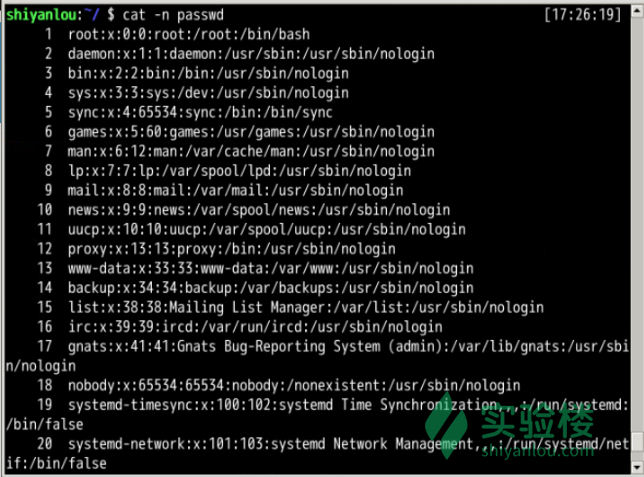 shiyanlou:~/ $ cat -n passwd [17:26:19]
1 root:x:0:0:root:/root:/bin/bash
2 daemon:x:1:1:daemon:/usr/sbin:/usr/sbin/nologin
3 bin:x:2:2:bin:/bin:/usr/sbin/nologin
4 sys:x:3:3:sys:/dev:/usr/sbin/nologin
5 sync:x:4:65534:sync:/bin:/bin/sync
6 games:x:5:60:games:/usr/games:/usr/sbin/nologin
7 man:x:6:12:man:/var/cache/man:/usr/sbin/nologin
8 lp:x:7:7:lp:/var/spool/lpd:/usr/sbin/nologin
9 mail:x:8:8:mail:/var/mail:/usr/sbin/nologin
10 news:x:9:9:news:/var/spool/news:/usr/sbin/nologin
11 uucp:x:10:10:uucp:/var/spool/uucp:/usr/sbin/nologin
12 proxy:x:13:13:proxy:/bin:/usr/sbin/nologin
13 www-data:x:33:33:www-data:/var/www:/usr/sbin/nologin
14 backup:x:34:34:backup:/var/backups:/usr/sbin/nologin
15 list:x:38:38:Mailing List Manager:/var/list:/usr/sbin/nologin
16 irc:x:39:39:ircd:/var/run/ircd:/usr/sbin/nologin
17 gnats:x:41:41:Gnats Bug-Reporting System (admin):/var/lib/gnats:/usr/sbi
n/nologin
18 nobody:x:65534:65534:nobody:/nonexistent:/usr/sbin/nologin
19 systemd-timesync:x:100:102:systemd Time Synchronization,,,:/run/systemd:
/bin/false
20 systemd-network:x:101:103:systemd Network Management,,,:/run/systemd/net
if:/bin/false
实验楼
shiyanlou.com